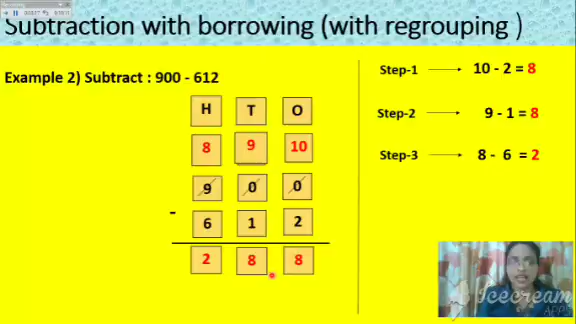 Subtraction with borrowing (with regrouping )
Example 2) Subtract : 900 - 612
H T O
8 9 10
9 0 0
- 6 1 2
2 8 8
Step-1 10 - 2 = 8
Step-2 9 - 1 = 8
Step-3 8 - 6 = 2
Icecream
APPS